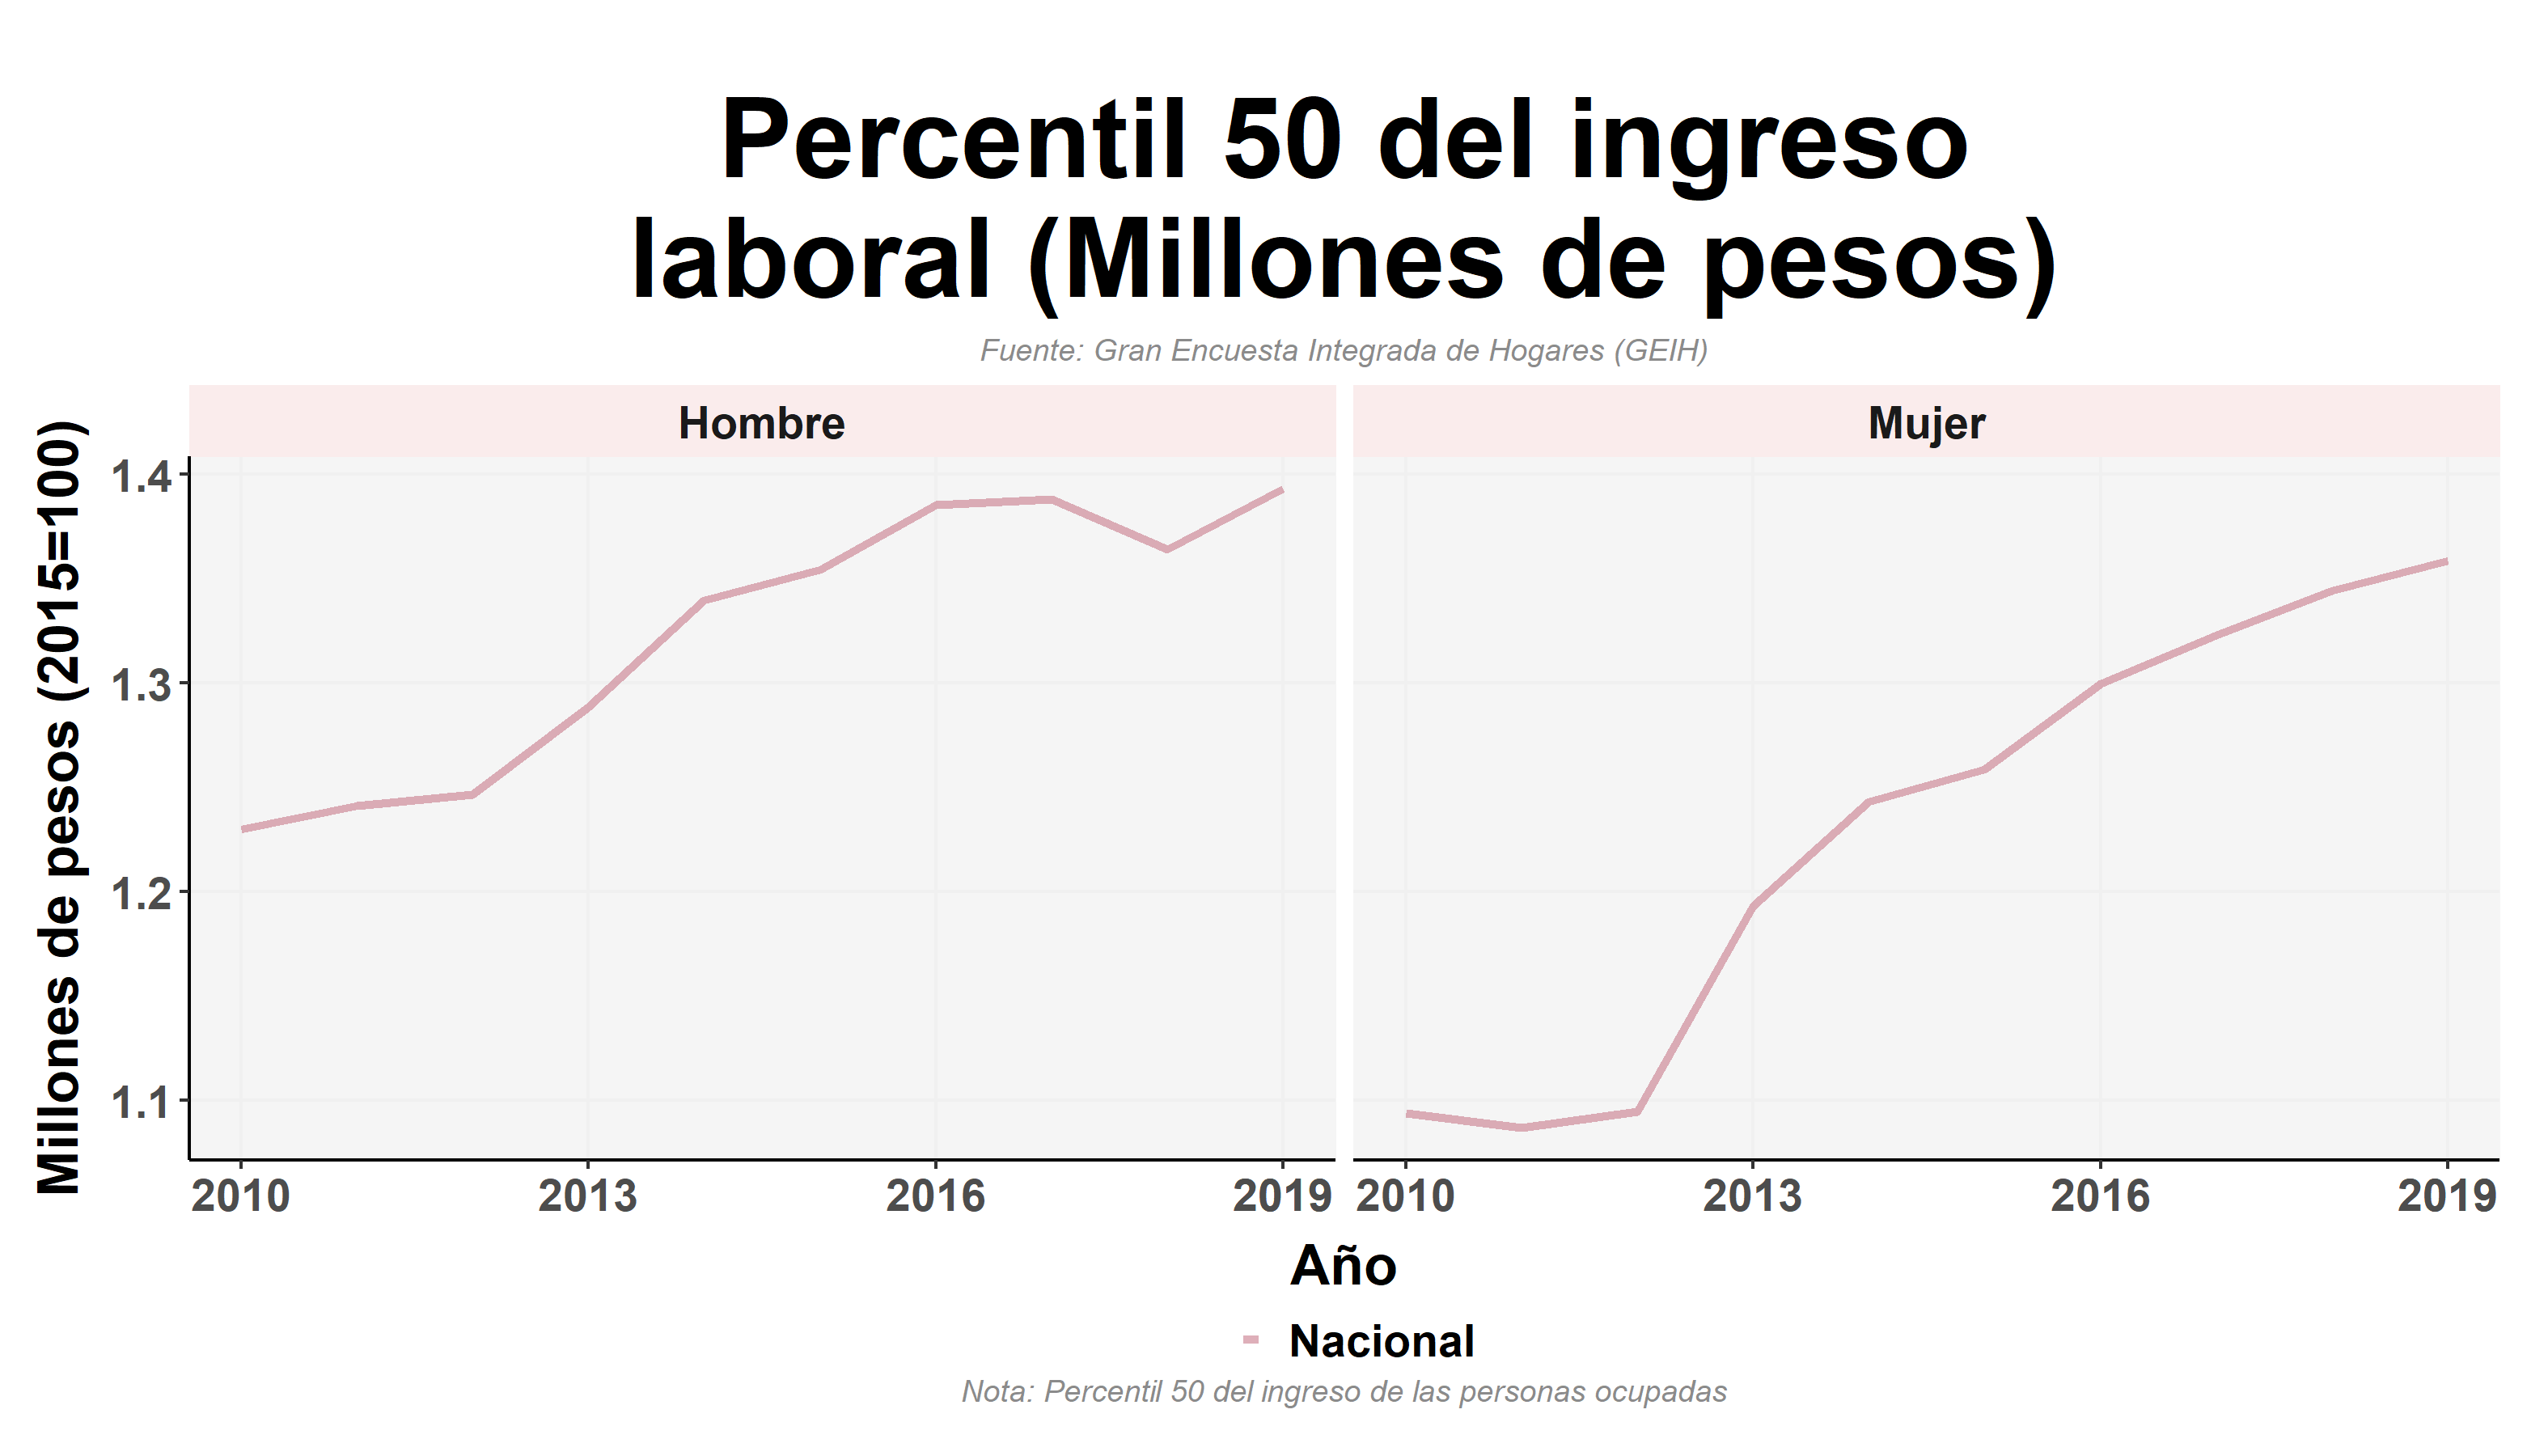 Percentil 50 del ingreso
laboral (Millones de pesos)
Fuente: Gran Encuesta Integrada de Hogares (GEIH)
Hombre
Mujer
Millones de pesos (2015=100)
1.4
1.3
1.2
1.1
2010 2013 2016 2019 2010 2013 2016 2019
Año
Nacional
Nota: Percentil 50 del ingreso de las personas ocupadas